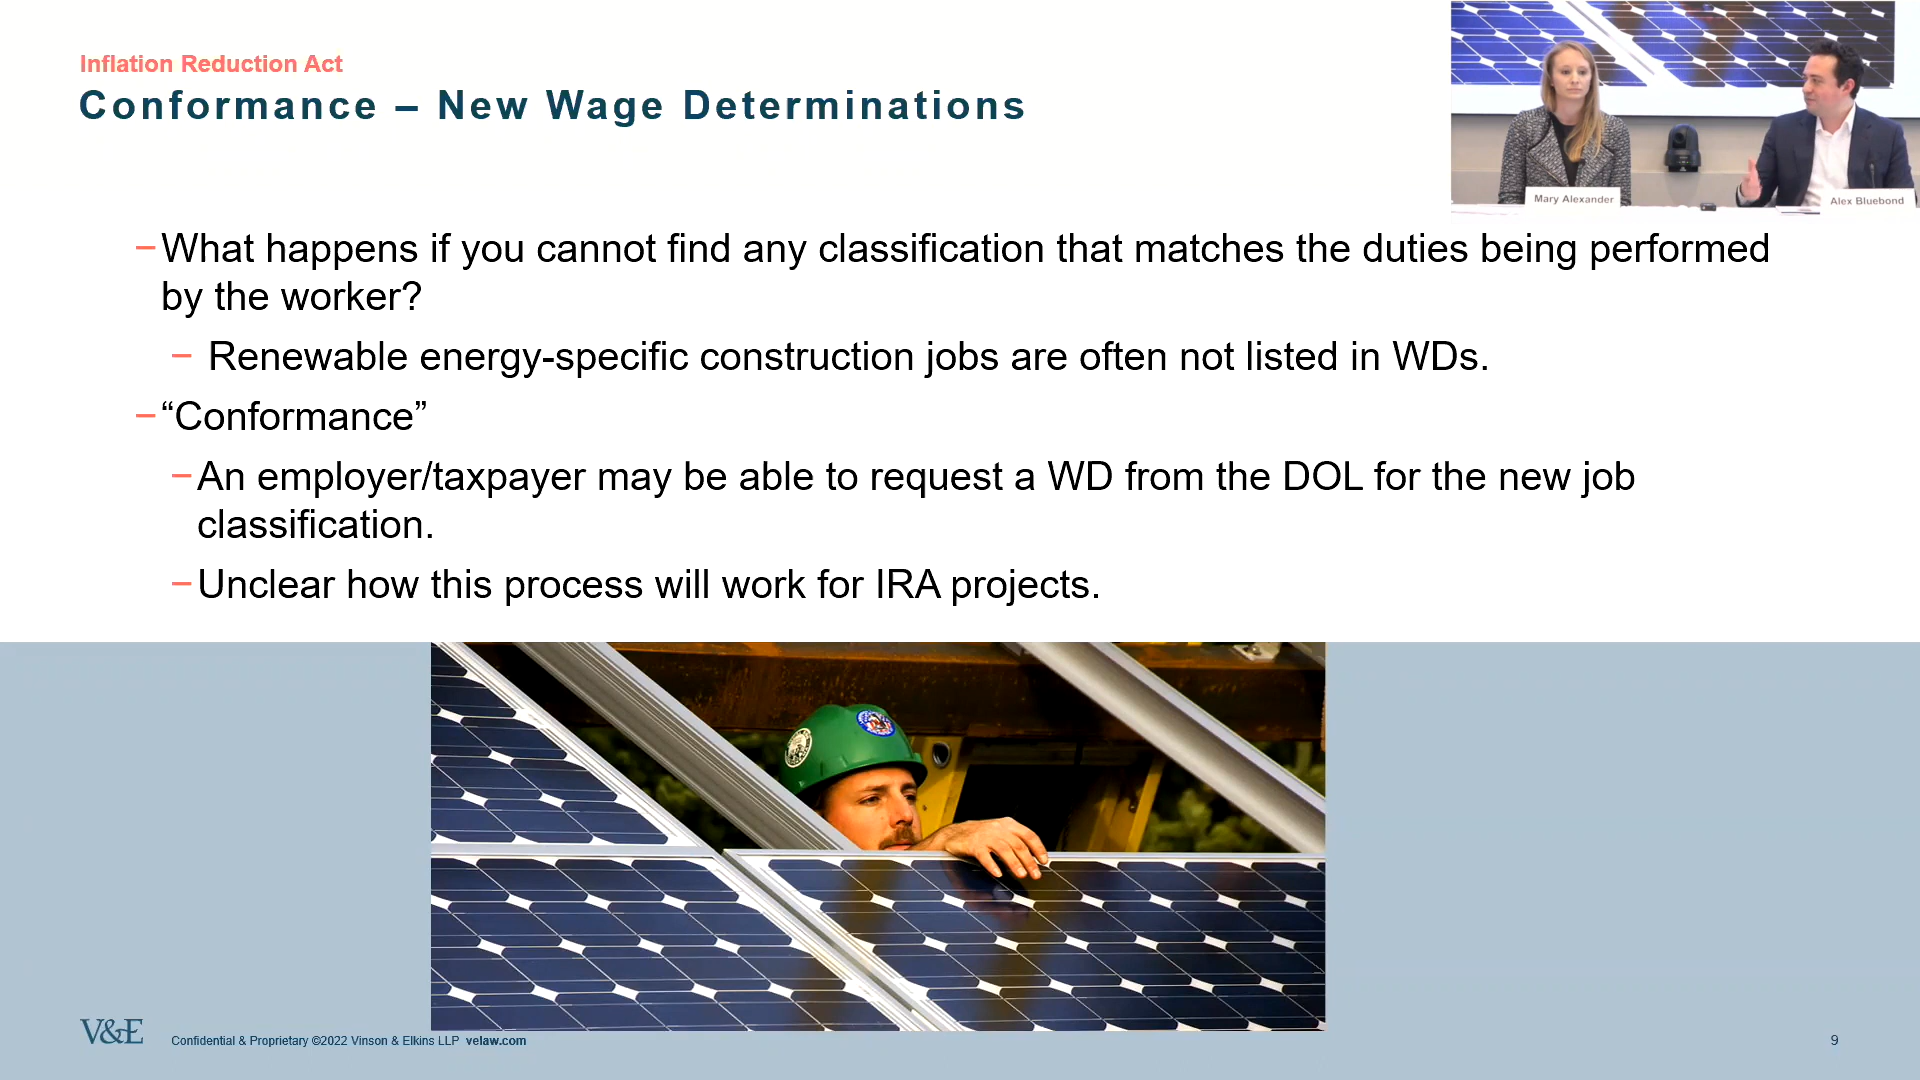 Inflation Reduction Act
Conformance – New Wage Determinations
Mary Alexander
Alex Bluebond
–What happens if you cannot find any classification that matches the duties being performed
by the worker?
– Renewable energy-specific construction jobs are often not listed in WDs.
–“Conformance”
–An employer/taxpayer may be able to request a WD from the DOL for the new job
classification.
–Unclear how this process will work for IRA projects.
V&E
Confidential & Proprietary ©2022 Vinson & Elkins LLP velaw.com
9